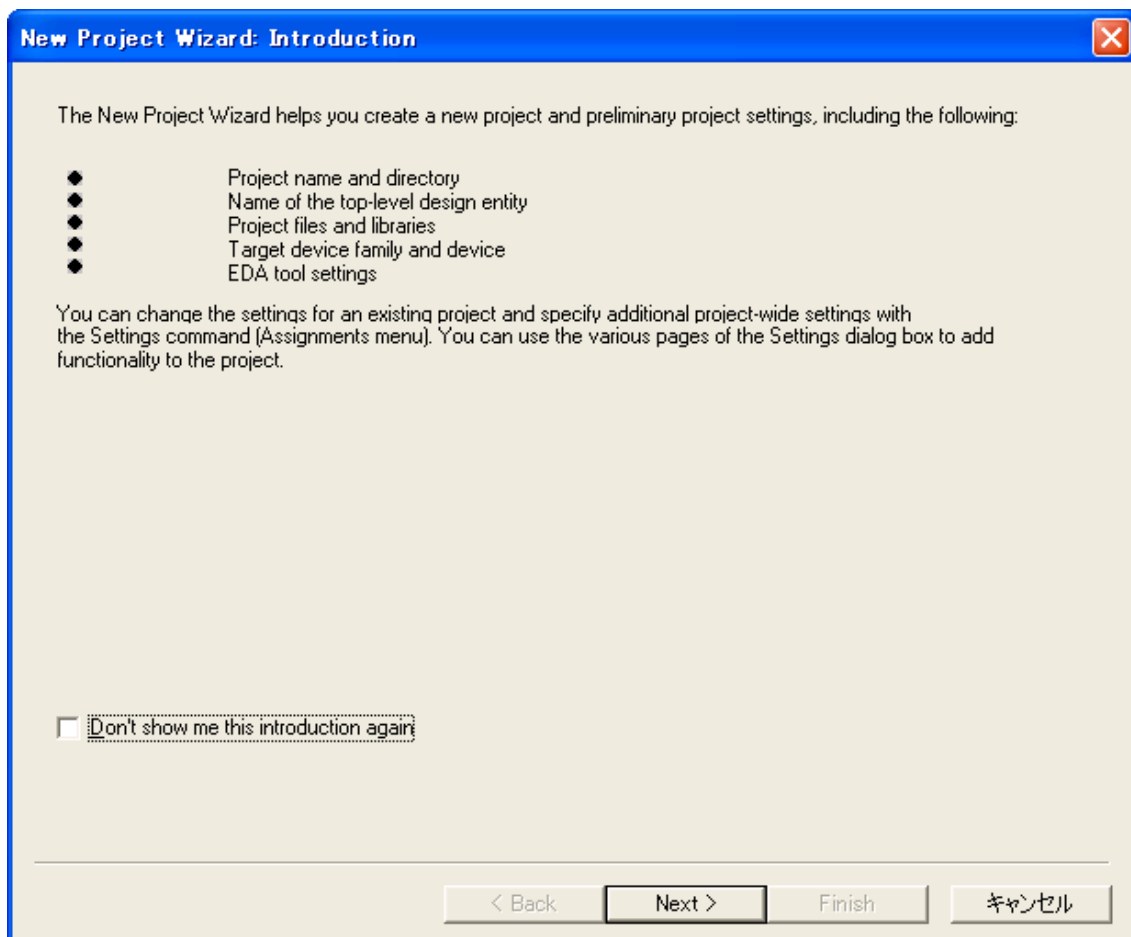 New Project Wizard: Introduction
The New Project Wizard helps you create a new project and preliminary project settings, including the following:
Project name and directory
Name of the top-level design entity
Project files and libraries
Target device family and device
EDA tool settings
You can change the settings for an existing project and specify additional project-wide settings with
the Settings command (Assignments menu). You can use the various pages of the Settings dialog box to add
functionality to the project.
Don't show me this introduction again
< Back Next > Finish キャンセル